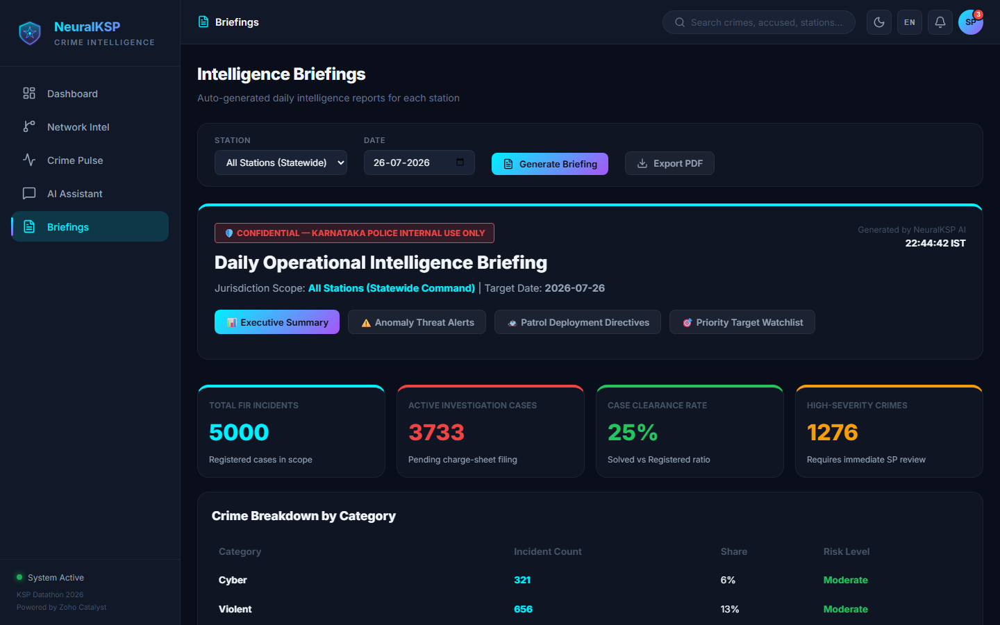 NeuralKSP
CRIME INTELLIGENCE
Dashboard
Network Intel
Crime Pulse
AI Assistant
Briefings
System Active
KSP Datathon 2026
Powered by Zoho Catalyst
Briefings
Search crimes, accused, stations...
EN
SP
3
Intelligence Briefings
Auto-generated daily intelligence reports for each station
STATION
DATE
All Stations (Statewide)
26-07-2026
Generate Briefing
Export PDF
CONFIDENTIAL — KARNATAKA POLICE INTERNAL USE ONLY
Generated by NeuralKSP AI
22:44:42 IST
Daily Operational Intelligence Briefing
Jurisdiction Scope: All Stations (Statewide Command) | Target Date: 2026-07-26
Executive Summary
Anomaly Threat Alerts
Patrol Deployment Directives
Priority Target Watchlist
TOTAL FIR INCIDENTS
5000
Registered cases in scope
ACTIVE INVESTIGATION CASES
3733
Pending charge-sheet filing
CASE CLEARANCE RATE
25%
Solved vs Registered ratio
HIGH-SEVERITY CRIMES
1276
Requires immediate SP review
Crime Breakdown by Category
Category Incident Count Share Risk Level
Cyber 321 6% Moderate
Violent 656 13% Moderate